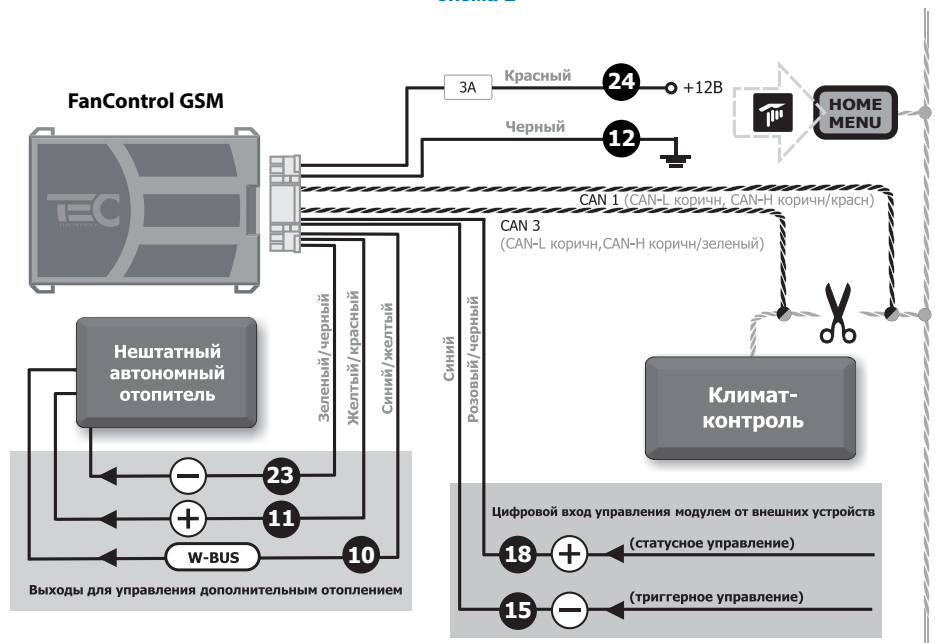 FanControl GSM
3А
Красный
24
+12В
HOME
MENU
Черный
12
TEC
ELECTRONICS
CAN 1 (CAN-L коричн, CAN-H коричн/красн)
CAN 3
(CAN-L коричн,CAN-H коричн/зеленый)
Зеленый/черный
Желтый/красный
Синий/желтый
Синий
Розовый/черный
Нештатный
автономный
отопитель
Климат-
контроль
23
11
W-BUS
10
Выходы для управления дополнительным отоплением
Цифровой вход управления модулем от внешних устройств
18
(статусное управление)
15
(триггерное управление)